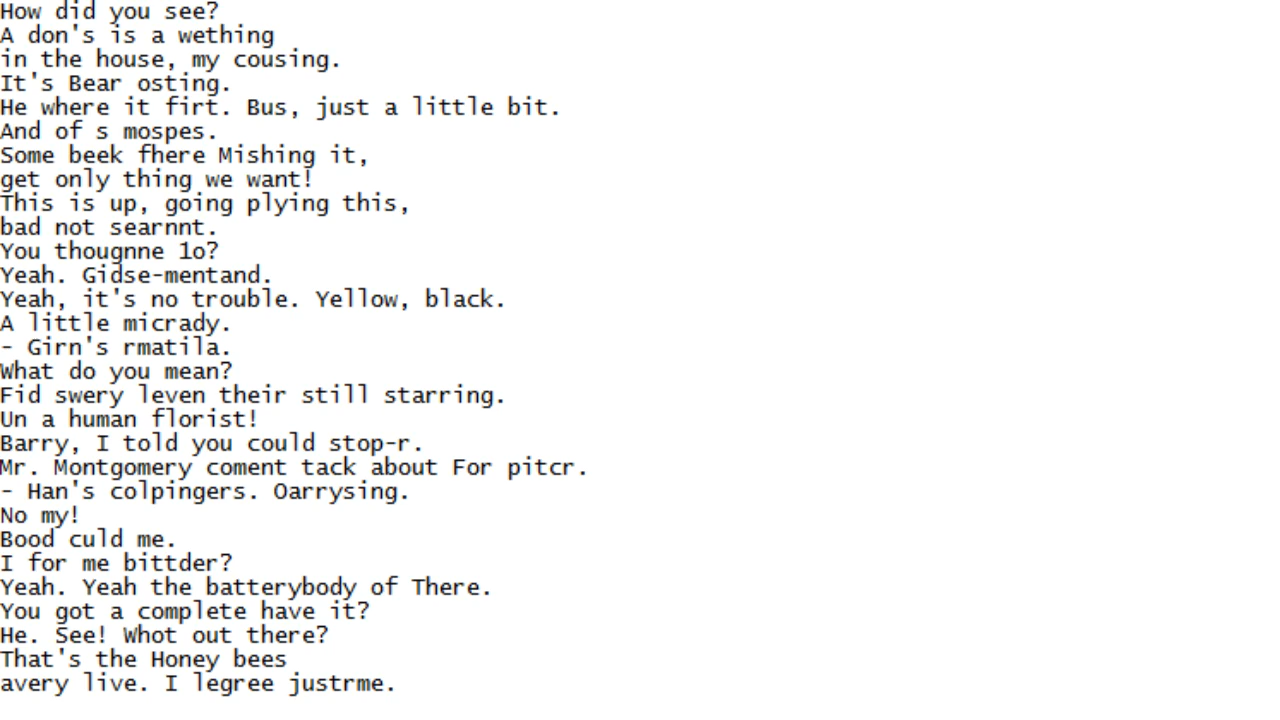 How did you see?
A don's is a wething
in the house, my cousing.
It's Bear osting.
He where it firt. Bus, just a little bit.
And of s mospes.
Some beek fhere Mishing it,
get only thing we want!
This is up, going plying this,
bad not searnnt.
You thougnne 1o?
Yeah. Gidse-mentand.
Yeah, it's no trouble. Yellow, black.
A little micrady.
- Girn's rmatila.
What do you mean?
Fid swery leven their still starring.
Un a human florist!
Barry, I told you could stop-r.
Mr. Montgomery coment tack about For pitcr.
- Han's colpingers. Oarrysing.
No my!
Bood culd me.
I for me bittder?
Yeah. Yeah the batterybody of There.
You got a complete have it?
He. See! Whot out there?
That's the Honey bees
avery live. I legree justrme.